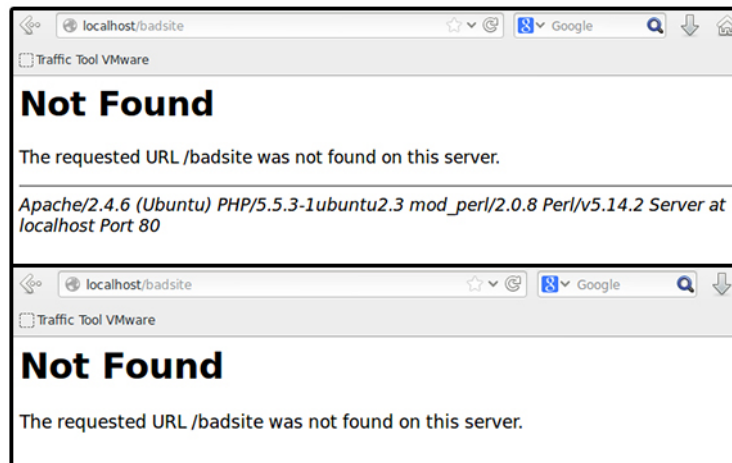 localhost/badsite
Google
Traffic Tool VMware
Not Found
The requested URL /badsite was not found on this server.
Apache/2.4.6 (Ubuntu) PHP/5.5.3-1ubuntu2.3 mod_perl/2.0.8 Perl/v5.14.2 Server at
localhost Port 80
localhost/badsite
Google
Traffic Tool VMware
Not Found
The requested URL /badsite was not found on this server.